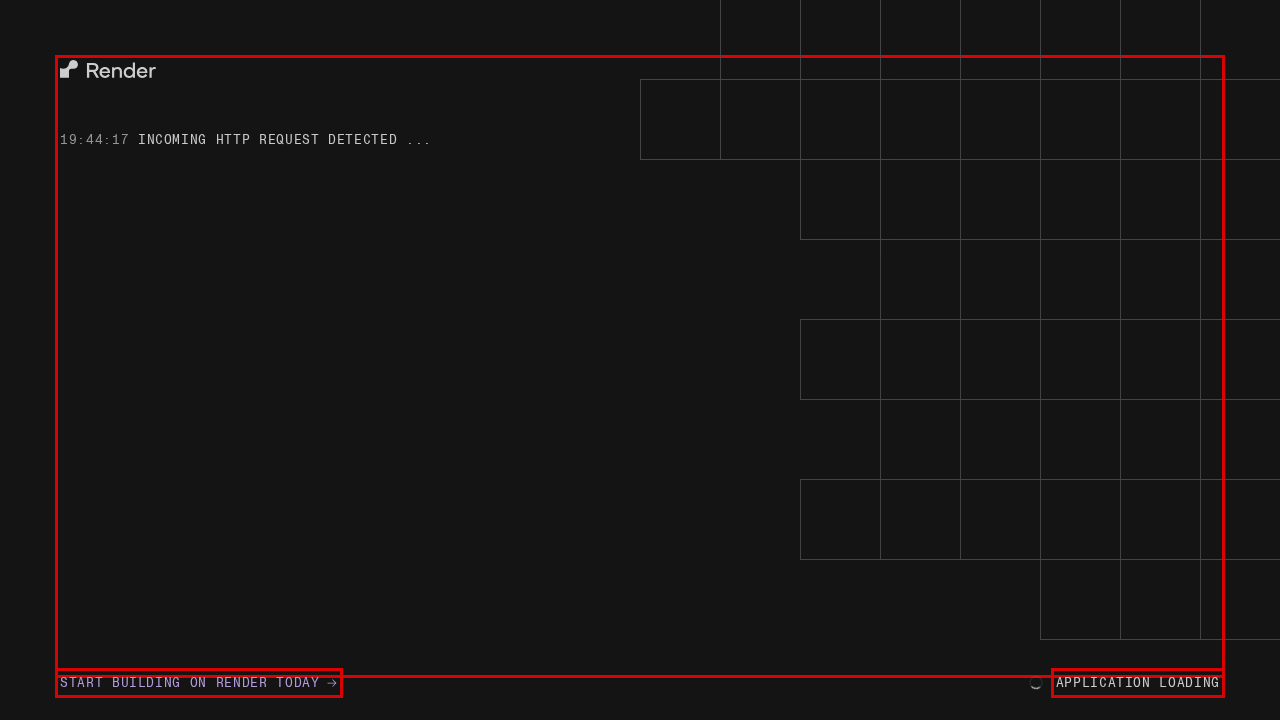 Render
19:44:17 INCOMING HTTP REQUEST DETECTED ...
START BUILDING ON RENDER TODAY →
APPLICATION LOADING